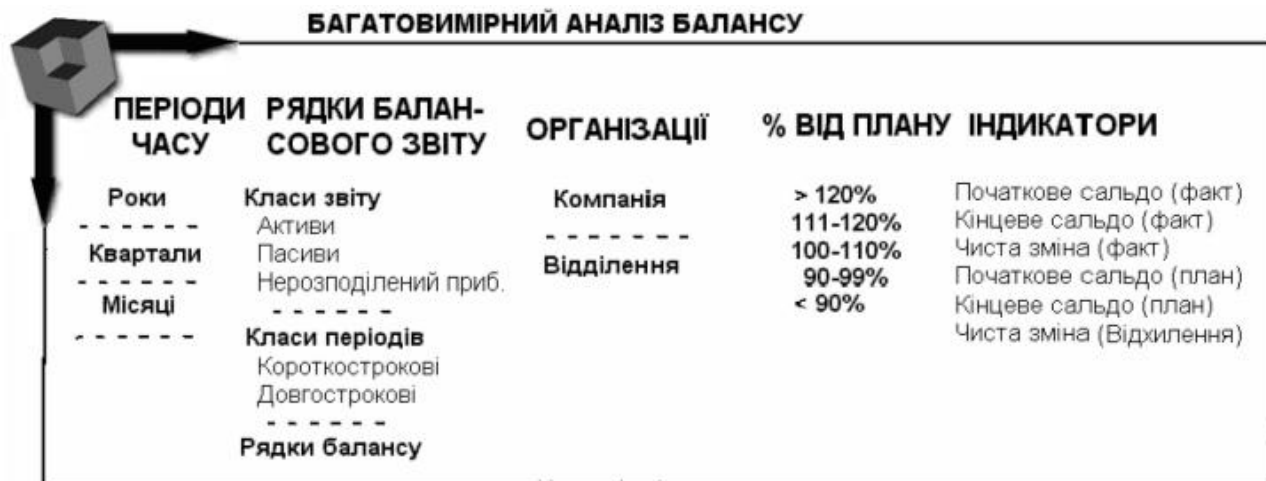 БАГАТОВИМІРНИЙ АНАЛІЗ БАЛАНСУ
ПЕРІОДИ ЧАСУ
РЯДКИ БАЛАН-
СОВОГО ЗВІТУ
ОРГАНІЗАЦІЇ
% ВІД ПЛАНУ
ІНДИКАТОРИ
Роки
Квартали
Місяці
Класи звіту
Активи
Пасиви
Нерозподілений приб.
Класи періодів
Короткострокові
Довгострокові
Рядки балансу
Компанія
Відділення
> 120%
111-120%
100-110%
90-99%
< 90%
Початкове сальдо (факт)
Кінцеве сальдо (факт)
Чиста зміна (факт)
Початкове сальдо (план)
Кінцеве сальдо (план)
Чиста зміна (Відхилення)